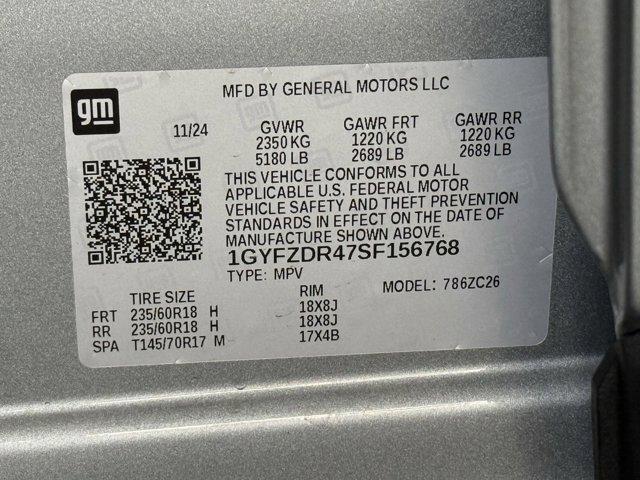 gm
MFD BY GENERAL MOTORS LLC
11/24 GVWR GAWR FRT GAWR RR
2350 KG 1220 KG 1220 KG
5180 LB 2689 LB 2689 LB
THIS VEHICLE CONFORMS TO ALL
APPLICABLE U.S. FEDERAL MOTOR
VEHICLE SAFETY AND THEFT PREVENTION
STANDARDS IN EFFECT ON THE DATE OF
MANUFACTURE SHOWN ABOVE.
1GYFZDR47SF156768
TYPE: MPV
TIRE SIZE RIM MODEL: 786ZC26
FRT 235/60R18 H 18X8J
RR 235/60R18 H 18X8J
SPA T145/70R17 M 17X4B